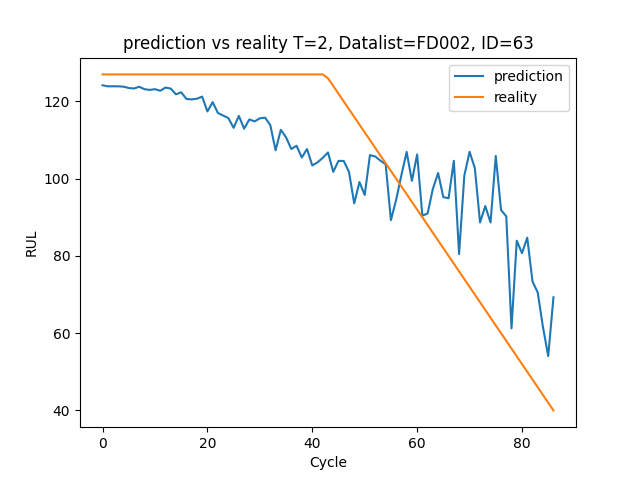 prediction vs reality T=2, Datalist=FD002, ID=63
prediction
reality
RUL
120
100
80
60
40
0 20 40 60 80
Cycle